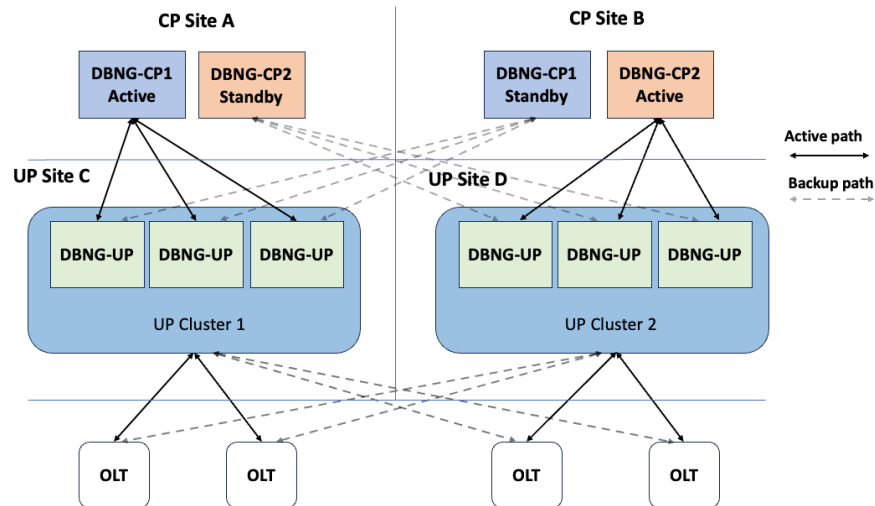 CP Site A
CP Site B
DBNG-CP1
Active
DBNG-CP2
Standby
DBNG-CP1
Standby
DBNG-CP2
Active
Active path
Backup path
UP Site C
UP Site D
DBNG-UP
DBNG-UP
DBNG-UP
DBNG-UP
DBNG-UP
DBNG-UP
UP Cluster 1
UP Cluster 2
OLT
OLT
OLT
OLT